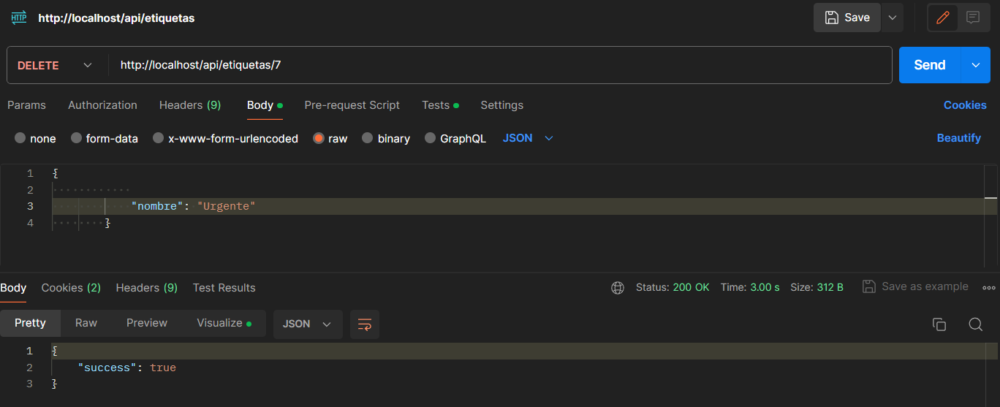 HTTP http://localhost/api/etiquetas Save
DELETE http://localhost/api/etiquetas/7 Send
Params Authorization Headers (9) Body Pre-request Script Tests Settings Cookies
none form-data x-www-form-urlencoded raw binary GraphQL JSON Beautify
1 {
2
3 "nombre": "Urgente"
4 }
Body Cookies (2) Headers (9) Test Results Status: 200 OK Time: 3.00 s Size: 312 B Save as example
Pretty Raw Preview Visualize JSON
1 {
2 "success": true
3 }